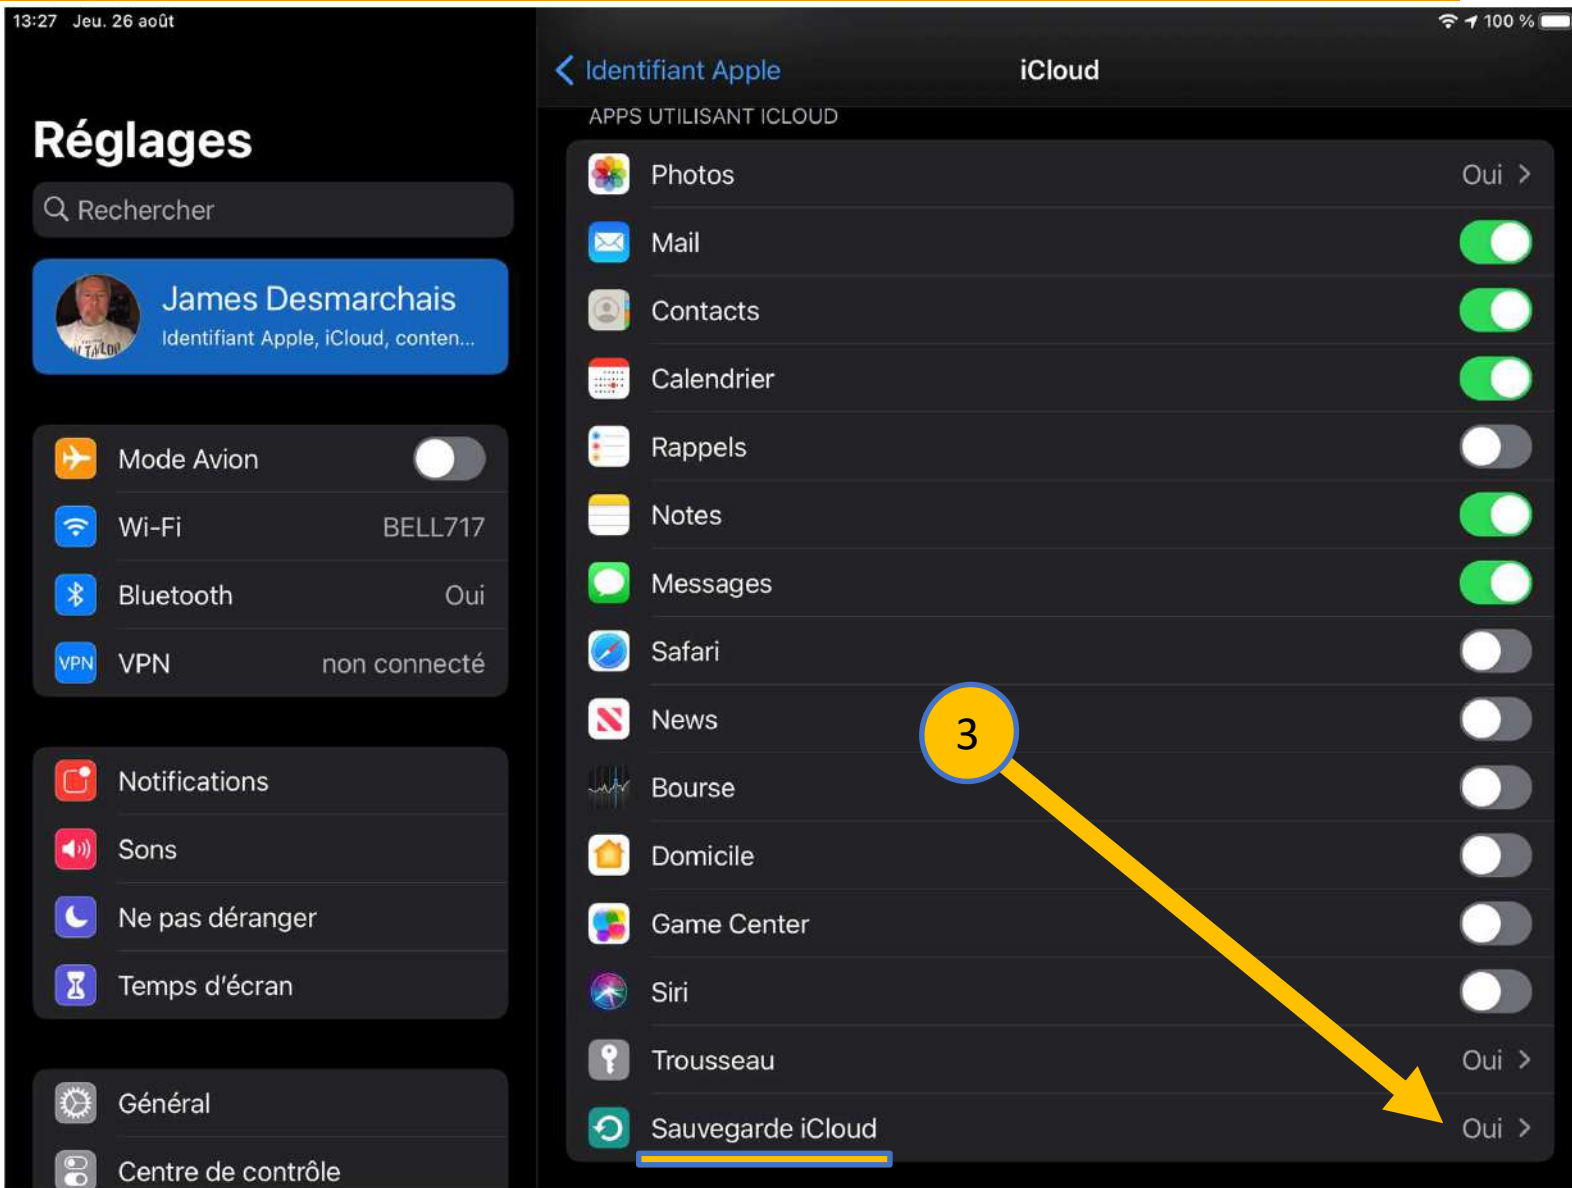 13:27 Jeu. 26 août
100 %
Identifiant Apple
iCloud
Réglages
Rechercher
James Desmarchais
Identifiant Apple, iCloud, conten...
Mode Avion
Wi-Fi BELL717
Bluetooth Oui
VPN VPN non connecté
Notifications
Sons
Ne pas déranger
Temps d'écran
Général
Centre de contrôle
APPS UTILISANT ICLOUD
Photos Oui
Mail
Contacts
Calendrier
Rappels
Notes
Messages
Safari
News
3
Bourse
Domicile
Game Center
Siri
Trousseau Oui
Sauvegarde iCloud Oui